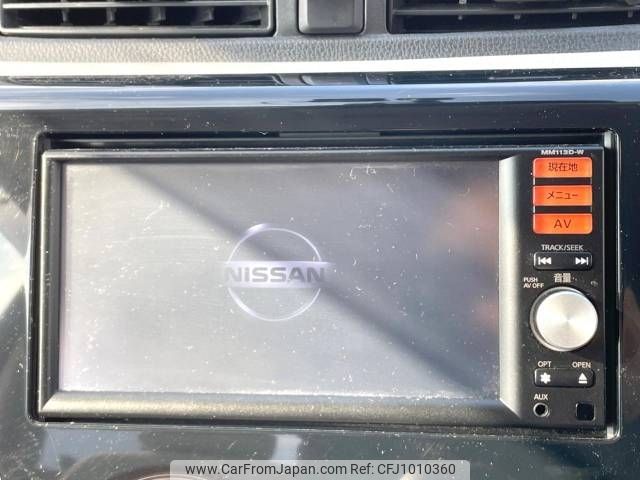 MM113D-W
現在地
メニュー
AV
TRACK/SEEK
音量
PUSH
AV OFF
NISSAN
OPT
OPEN
AUX
www.CarFromJapan.com | Ref:CFJ1010360